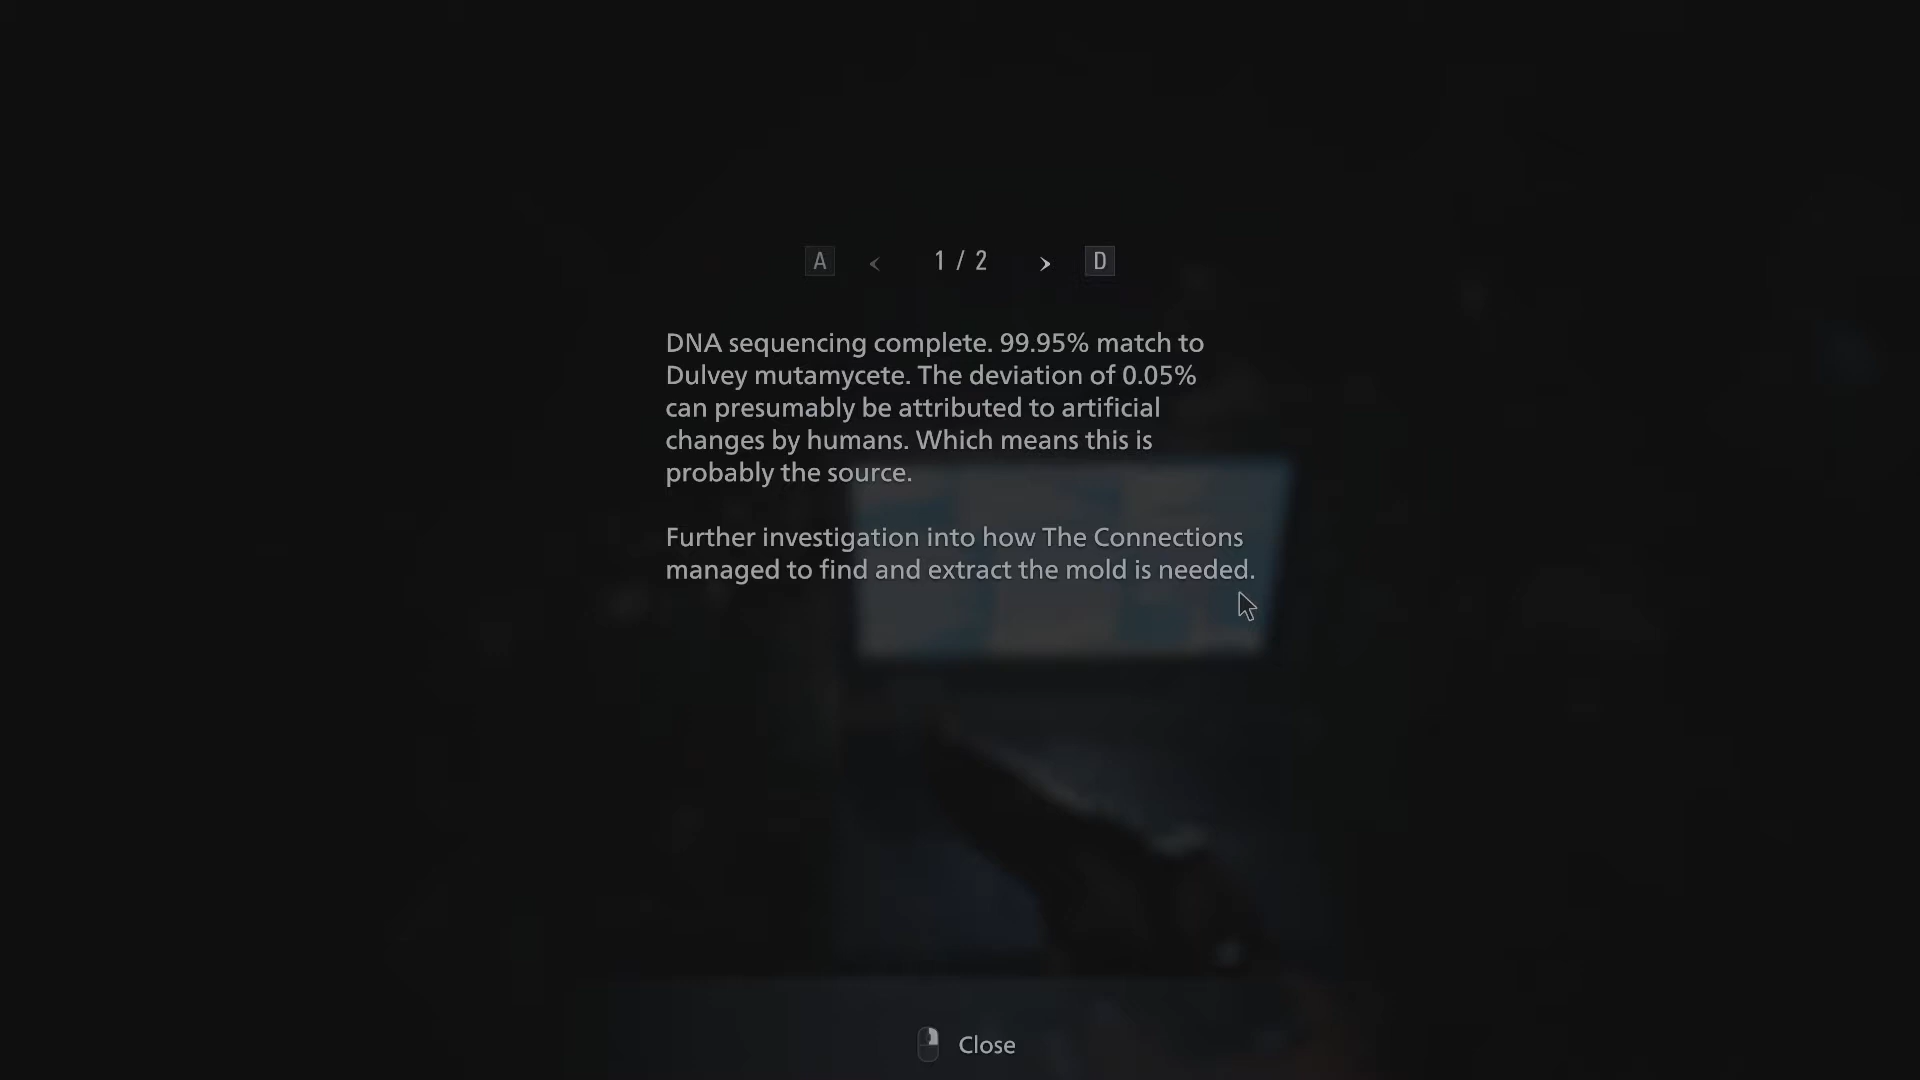 A < 1 / 2 > D
DNA sequencing complete. 99.95% match to
Dulvey mutamycete. The deviation of 0.05%
can presumably be attributed to artificial
changes by humans. Which means this is
probably the source.
Further investigation into how The Connections
managed to find and extract the mold is needed.
Close